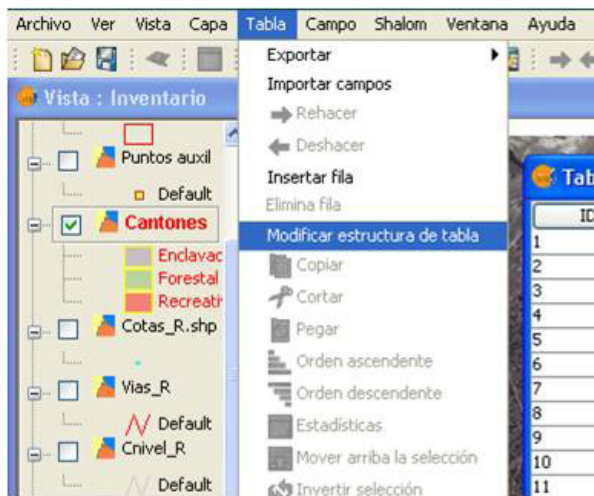 Archivo Ver Vista Capa Tabla Campo Shalom Ventana Ayuda
Exportar
Importar campos
Rehacer
Deshacer
Insertar fila
Elimina fila
Modificar estructura de tabla
Copiar
Cortar
Pegar
Orden ascendente
Orden descendente
Estadísticas
Mover arriba la selección
Invertir selección
Vista : Inventario
Puntos auxil
Default
Cantones
Enclavac
Forestal
Recreati
Cotas_R.shp
Vias_R
Default
Cnivel_R
Default
Tab
ID
1
2
3
4
5
6
7
8
9
10
11